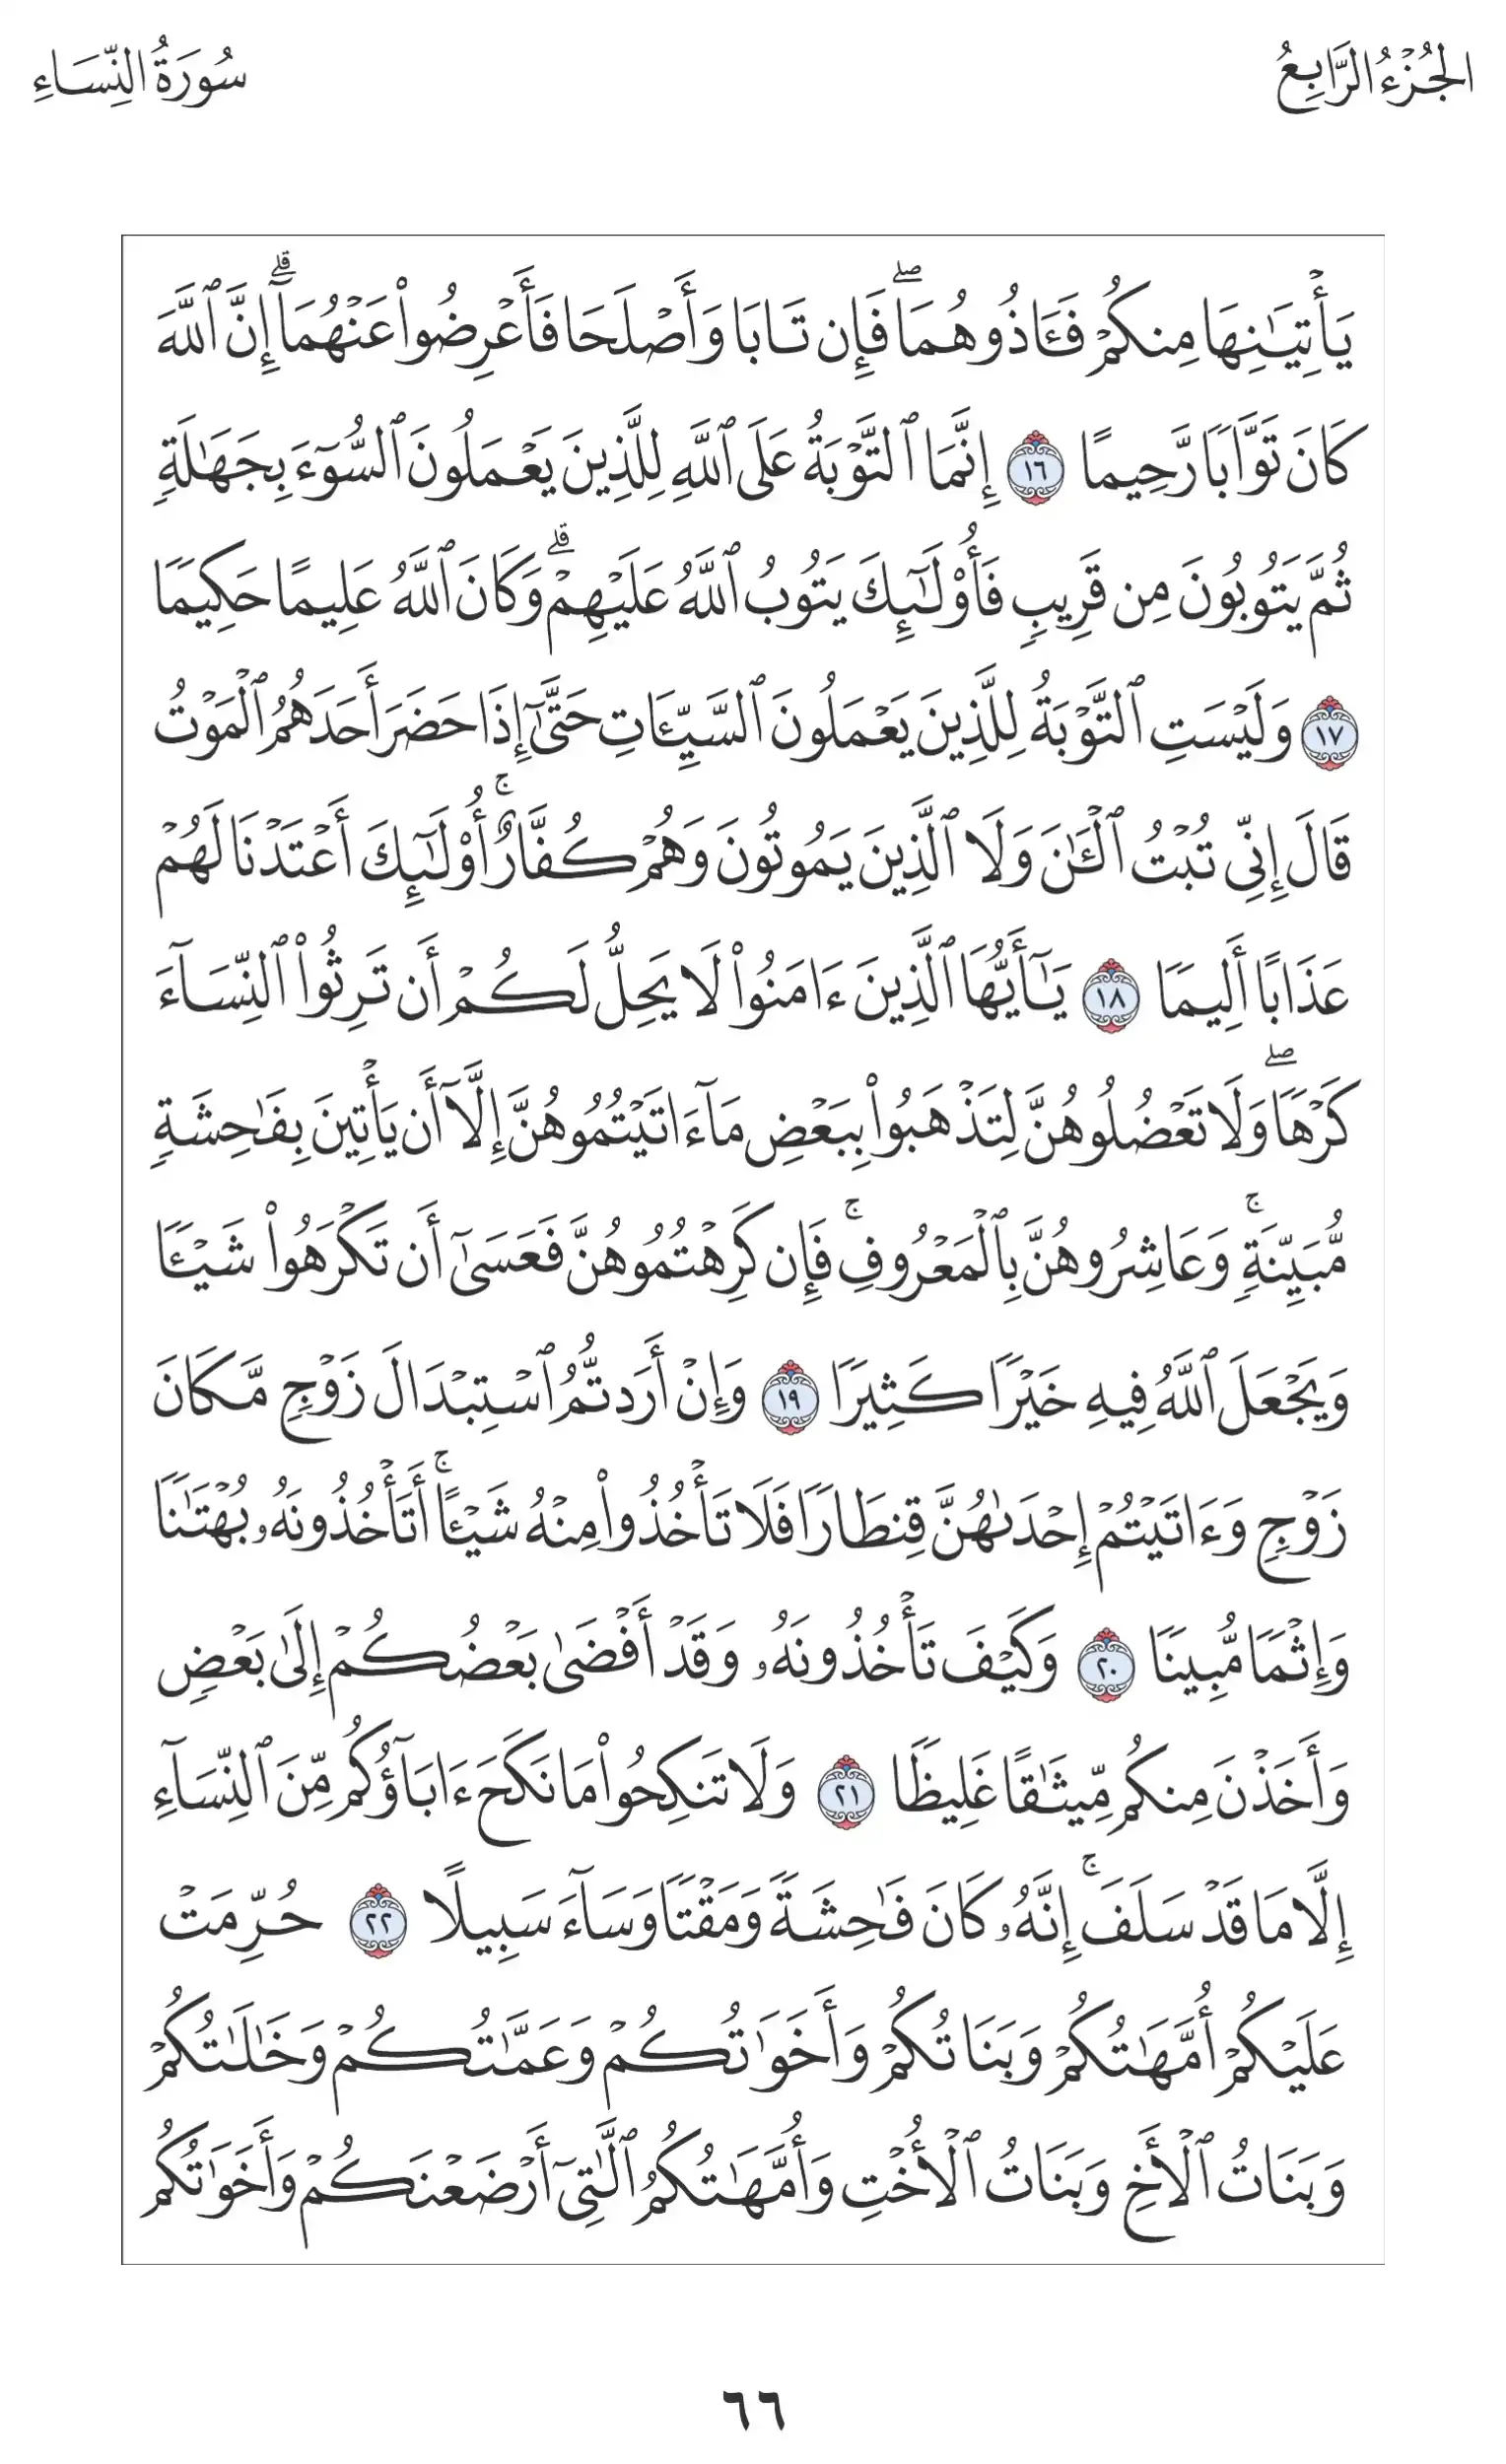 الجُزْءُ الرَّابِعُ
سُورَةُ النِّسَاءِ
يَأْتِيَٰنِهَا مِنكُمْ فَـَٔاذُوهُمَاۖ فَإِن تَابَا وَأَصْلَحَا فَأَعْرِضُوا۟ عَنْهُمَآۗ إِنَّ ٱللَّهَ
كَانَ تَوَّابًا رَّحِيمًا ١٦ إِنَّمَا ٱلتَّوْبَةُ عَلَى ٱللَّهِ لِلَّذِينَ يَعْمَلُونَ ٱلسُّوٓءَ بِجَهَٰلَةٍ
ثُمَّ يَتُوبُونَ مِن قَرِيبٍ فَأُو۟لَٰٓئِكَ يَتُوبُ ٱللَّهُ عَلَيْهِمْۗ وَكَانَ ٱللَّهُ عَلِيمًا حَكِيمًا
١٧ وَلَيْسَتِ ٱلتَّوْبَةُ لِلَّذِينَ يَعْمَلُونَ ٱلسَّيِّـَٔاتِ حَتَّىٰٓ إِذَا حَضَرَ أَحَدَهُمُ ٱلْمَوْتُ
قَالَ إِنِّى تُبْتُ ٱلْـَٰٔنَ وَلَا ٱلَّذِينَ يَمُوتُونَ وَهُمْ كُفَّارٌۚ أُو۟لَٰٓئِكَ أَعْتَدْنَا لَهُمْ
عَذَابًا أَلِيمًا ١٨ يَٰٓأَيُّهَا ٱلَّذِينَ ءَامَنُوا۟ لَا يَحِلُّ لَكُمْ أَن تَرِثُوا۟ ٱلنِّسَآءَ
كَرْهًاۖ وَلَا تَعْضُلُوهُنَّ لِتَذْهَبُوا۟ بِبَعْضِ مَآ ءَاتَيْتُمُوهُنَّ إِلَّآ أَن يَأْتِينَ بِفَٰحِشَةٍ
مُّبَيِّنَةٍۚ وَعَاشِرُوهُنَّ بِٱلْمَعْرُوفِۚ فَإِن كَرِهْتُمُوهُنَّ فَعَسَىٰٓ أَن تَكْرَهُوا۟ شَيْـًٔا
وَيَجْعَلَ ٱللَّهُ فِيهِ خَيْرًا كَثِيرًا ١٩ وَإِنْ أَرَدتُّمُ ٱسْتِبْدَالَ زَوْجٍ مَّكَانَ
زَوْجٍ وَءَاتَيْتُمْ إِحْدَىٰهُنَّ قِنطَارًا فَلَا تَأْخُذُوا۟ مِنْهُ شَيْـًٔاۚ أَتَأْخُذُونَهُۥ بُهْتَٰنًا
وَإِثْمًا مُّبِينًا ٢٠ وَكَيْفَ تَأْخُذُونَهُۥ وَقَدْ أَفْضَىٰ بَعْضُكُمْ إِلَىٰ بَعْضٍ
وَأَخَذْنَ مِنكُم مِّيثَٰقًا غَلِيظًا ٢١ وَلَا تَنكِحُوا۟ مَا نَكَحَ ءَابَآؤُكُم مِّنَ ٱلنِّسَآءِ
إِلَّا مَا قَدْ سَلَفَۚ إِنَّهُۥ كَانَ فَٰحِشَةً وَمَقْتًا وَسَآءَ سَبِيلًا ٢٢ حُرِّمَتْ
عَلَيْكُمْ أُمَّهَٰتُكُمْ وَبَنَاتُكُمْ وَأَخَوَٰتُكُمْ وَعَمَّٰتُكُمْ وَخَٰلَٰتُكُمْ
وَبَنَاتُ ٱلْأَخِ وَبَنَاتُ ٱلْأُخْتِ وَأُمَّهَٰتُكُمُ ٱلَّٰتِىٓ أَرْضَعْنَكُمْ وَأَخَوَٰتُكُم
٦٦